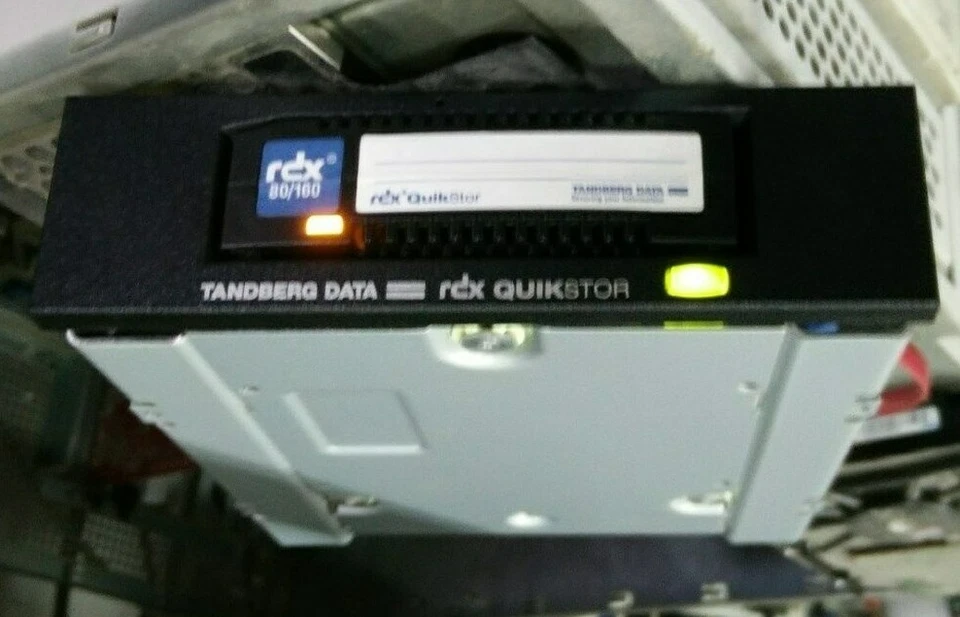 rdx®
80/160
rdx® QuikStor
TANDBERG DATA
TANDBERG DATA rdx QUIKSTOR